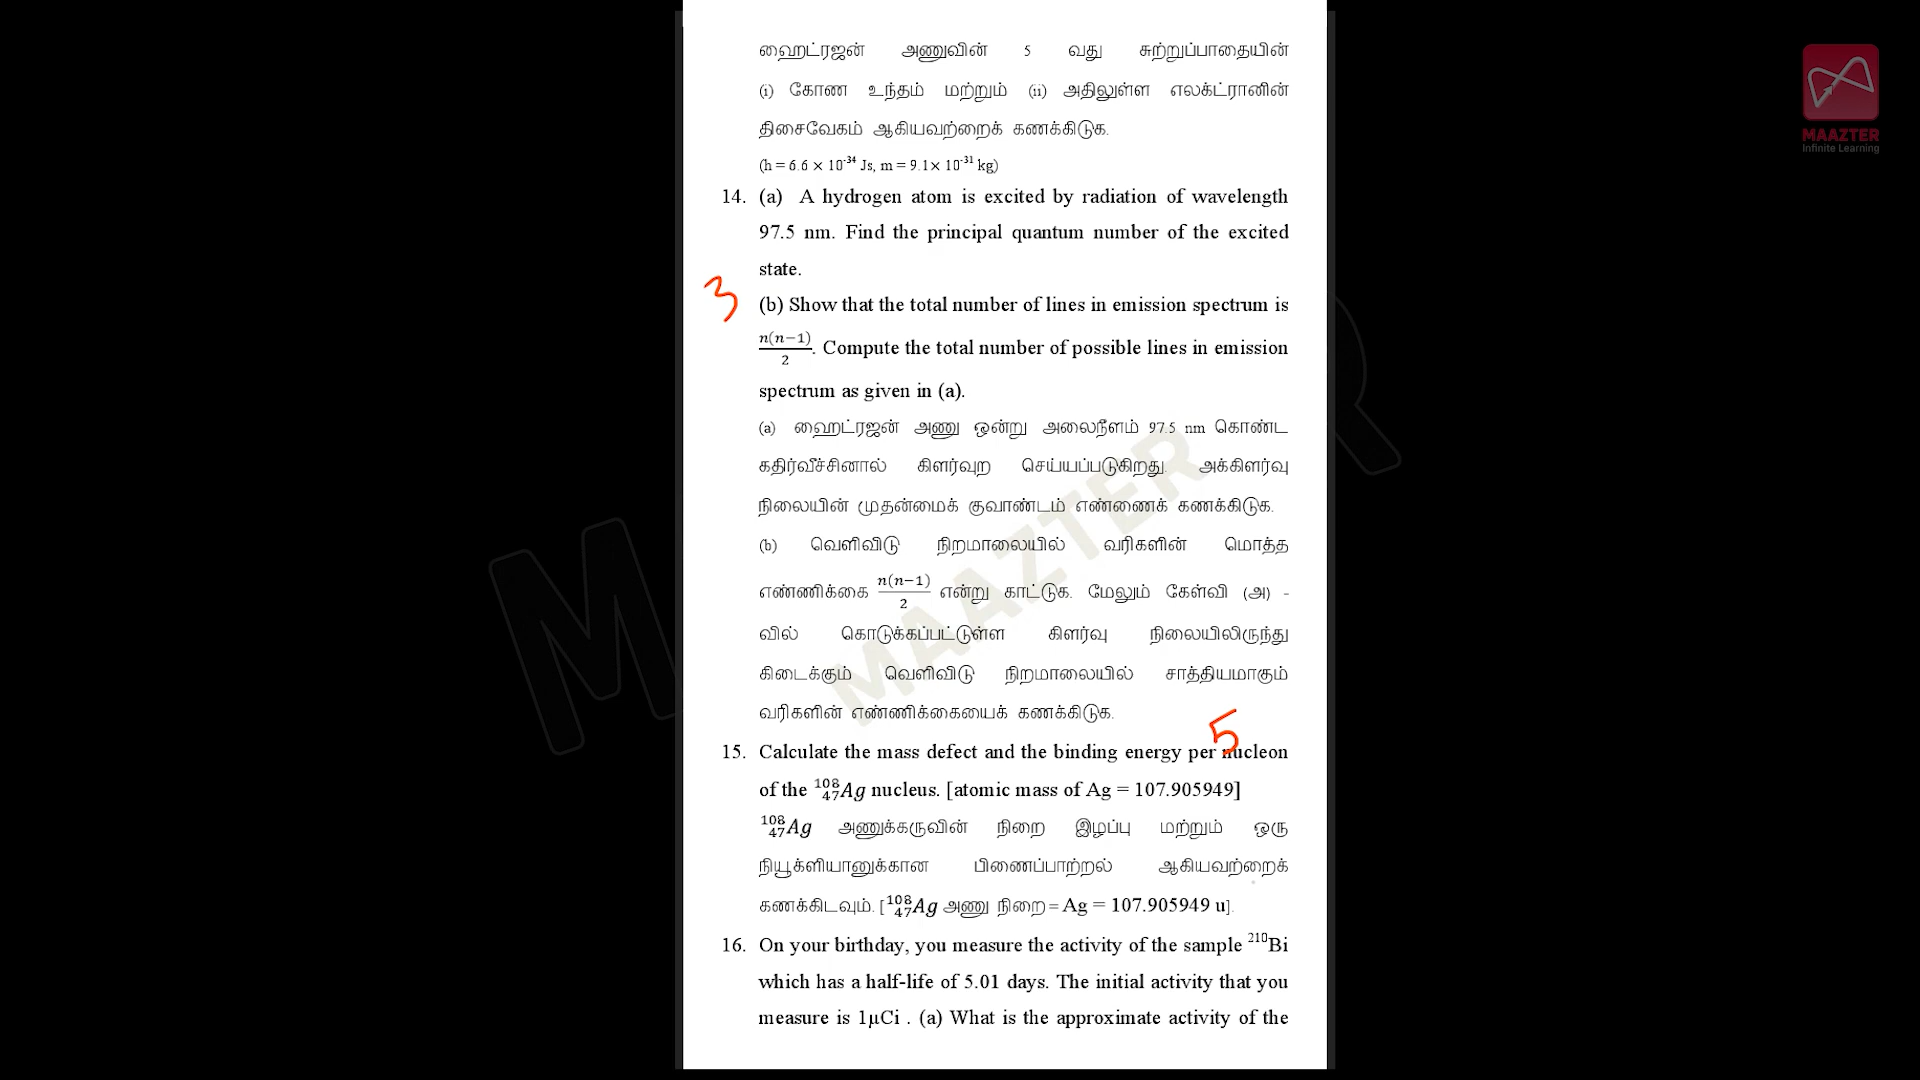 ஹைட்ரஜன் அணுவின் 5 வது சுற்றுப்பாதையின்
(i) கோண உந்தம் மற்றும் (ii) அதிலுள்ள எலக்ட்ரானின்
திசைவேகம் ஆகியவற்றைக் கணக்கிடுக.
(h = 6.6 × 10⁻³⁴ Js, m = 9.1× 10⁻³¹ kg)
14. (a) A hydrogen atom is excited by radiation of wavelength
97.5 nm. Find the principal quantum number of the excited
state.
3
(b) Show that the total number of lines in emission spectrum is
n(n−1)/2. Compute the total number of possible lines in emission
spectrum as given in (a).
(a) ஹைட்ரஜன் அணு ஒன்று அலைநீளம் 97.5 nm கொண்ட
கதிர்வீச்சினால் கிளர்வுற செய்யப்படுகிறது. அக்கிளர்வு
நிலையின் முதன்மைக் குவாண்டம் எண்ணைக் கணக்கிடுக.
(b) வெளிவிடு நிறமாலையில் வரிகளின் மொத்த
எண்ணிக்கை n(n−1)/2 என்று காட்டுக. மேலும் கேள்வி (அ) -
வில் கொடுக்கப்பட்டுள்ள கிளர்வு நிலையிலிருந்து
கிடைக்கும் வெளிவிடு நிறமாலையில் சாத்தியமாகும்
வரிகளின் எண்ணிக்கையைக் கணக்கிடுக.
5
15. Calculate the mass defect and the binding energy per nucleon
of the ¹⁰⁸₄₇Ag nucleus. [atomic mass of Ag = 107.905949]
¹⁰⁸₄₇Ag அணுக்கருவின் நிறை இழப்பு மற்றும் ஒரு
நியூக்ளியானுக்கான பிணைப்பாற்றல் ஆகியவற்றைக்
கணக்கிடவும். [¹⁰⁸₄₇Ag அணு நிறை = Ag = 107.905949 u].
16. On your birthday, you measure the activity of the sample ²¹⁰Bi
which has a half-life of 5.01 days. The initial activity that you
measure is 1µCi . (a) What is the approximate activity of the
MAAZTER
MAAZTER
Infinite Learning